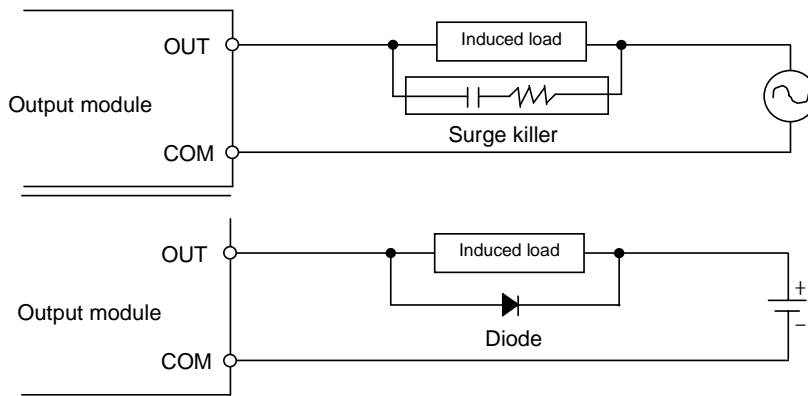 OUT
Induced load
Output module
Surge killer
COM
OUT
Induced load
+
Output module
−
Diode
COM